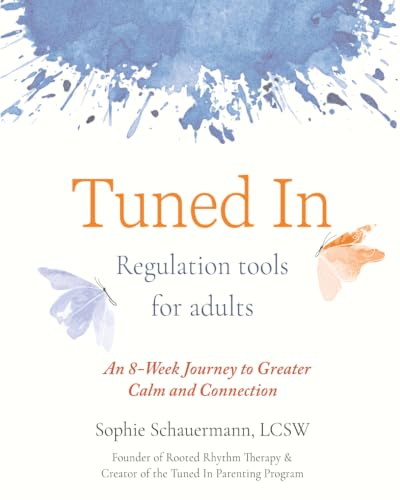 Tuned In
Regulation tools
for adults
An 8-Week Journey to Greater
Calm and Connection
Sophie Schauermann, LCSW
Founder of Rooted Rhythm Therapy &
Creator of the Tuned In Parenting Program